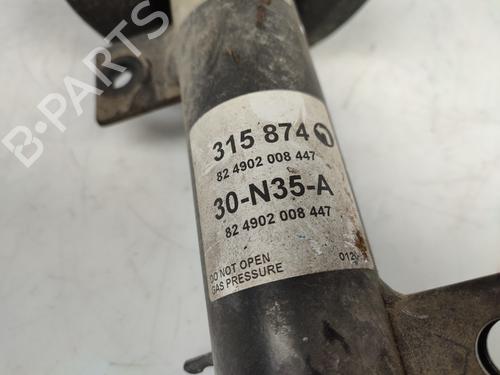 315 874
82 4902 008 447
30-N35-A
82 4902 008 447
DO NOT OPEN
GAS PRESSURE
012
B-PARTS